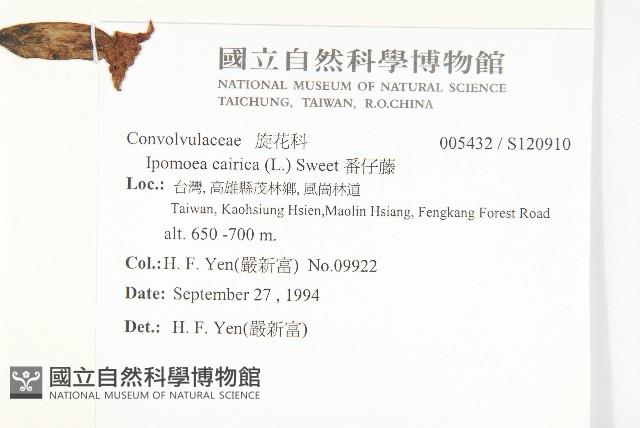 國立自然科學博物館
NATIONAL MUSEUM OF NATURAL SCIENCE
TAICHUNG, TAIWAN, R.O.CHINA
Convolvulaceae 旋花科 005432 / S120910
Ipomoea cairica (L.) Sweet 番仔藤
Loc.: 台灣, 高雄縣茂林鄉, 風崗林道
Taiwan, Kaohsiung Hsien,Maolin Hsiang, Fengkang Forest Road
alt. 650 -700 m.
Col.: H. F. Yen(嚴新富) No.09922
Date: September 27 , 1994
Det.: H. F. Yen(嚴新富)
國立自然科學博物館
NATIONAL MUSEUM OF NATURAL SCIENCE